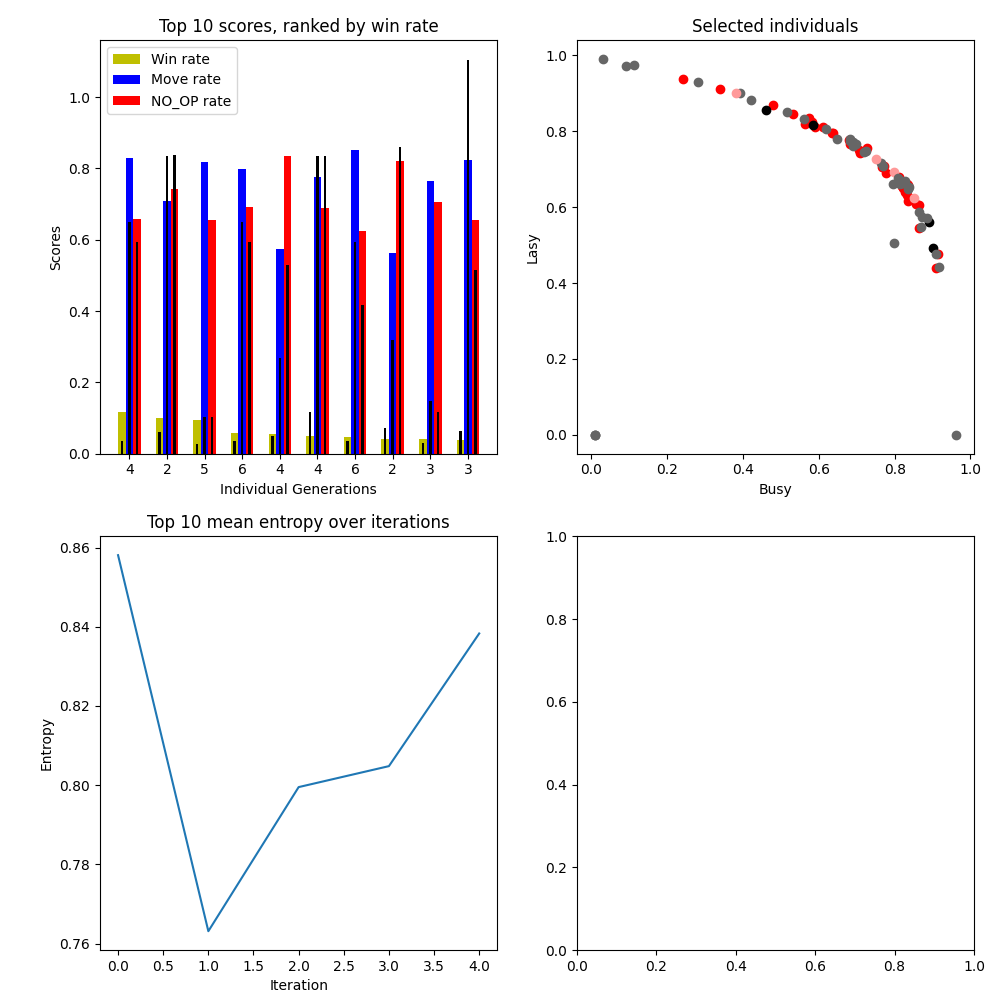 Top 10 scores, ranked by win rate
Win rate
Move rate
NO_OP rate
Scores
1.0
0.8
0.6
0.4
0.2
0.0
4 2 5 6 4 4 6 2 3 3
Individual Generations
Selected individuals
Lasy
1.0
0.8
0.6
0.4
0.2
0.0
0.0 0.2 0.4 0.6 0.8 1.0
Busy
Top 10 mean entropy over iterations
Entropy
0.86
0.84
0.82
0.80
0.78
0.76
0.0 0.5 1.0 1.5 2.0 2.5 3.0 3.5 4.0
Iteration
1.0
0.8
0.6
0.4
0.2
0.0
0.0 0.2 0.4 0.6 0.8 1.0